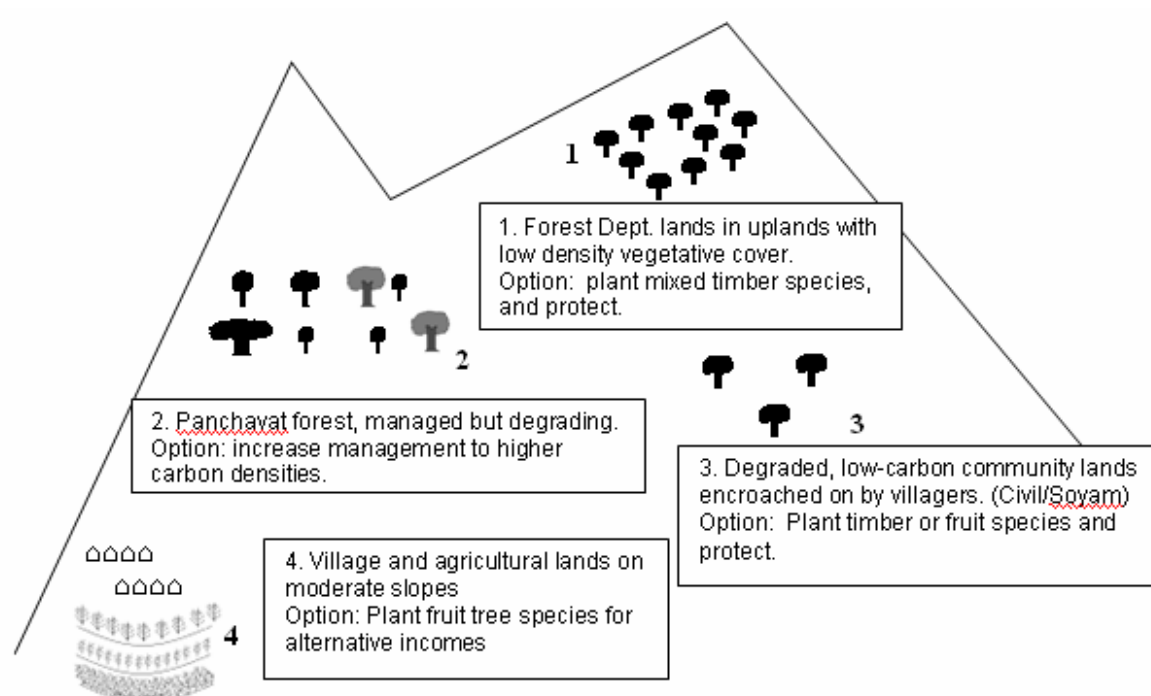 1
1. Forest Dept. lands in uplands with
low density vegetative cover.
Option:  plant mixed timber species,
and protect.
2
2. Panchavat forest, managed but degrading.
Option: increase management to higher
carbon densities.
3
3. Degraded, low-carbon community lands
encroached on by villagers. (Civil/Soyam)
Option:  Plant timber or fruit species and
protect.
4. Village and agricultural lands on
moderate slopes
Option: Plant fruit tree species for
alternative incomes
4